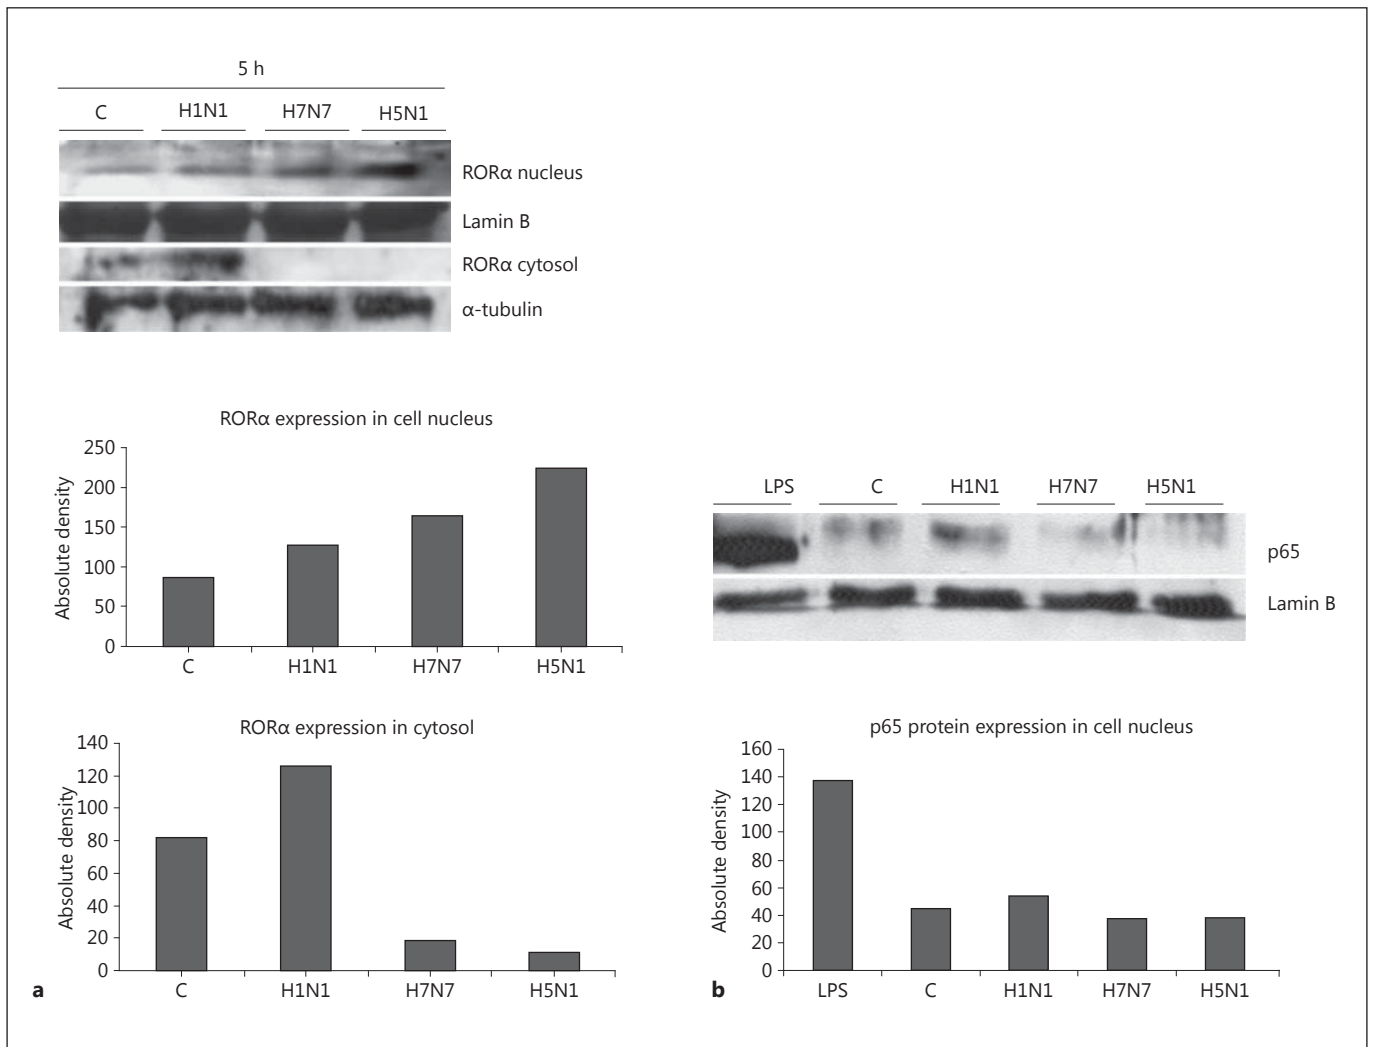 5 h
C H1N1 H7N7 H5N1
RORα nucleus
Lamin B
RORα cytosol
α-tubulin
RORα expression in cell nucleus
Absolute density
250
200
150
100
50
0
C H1N1 H7N7 H5N1
RORα expression in cytosol
Absolute density
140
120
100
80
60
40
20
0
C H1N1 H7N7 H5N1
a
LPS C H1N1 H7N7 H5N1
p65
Lamin B
p65 protein expression in cell nucleus
Absolute density
160
140
120
100
80
60
40
20
0
LPS C H1N1 H7N7 H5N1
b